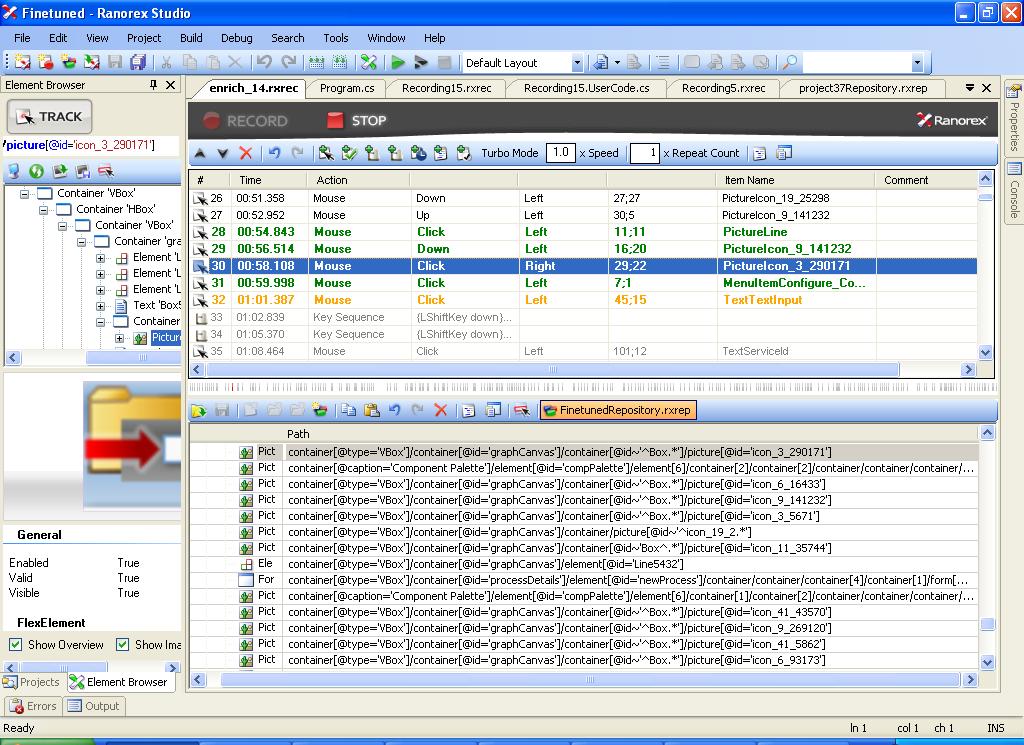 Finetuned - Ranorex Studio
File Edit View Project Build Debug Search Tools Window Help
Default Layout
Element Browser
enrich_14.rxrec Program.cs Recording15.rxrec Recording15.UserCode.cs Recording5.rxrec project37Repository.rxrep
TRACK
RECORD STOP Ranorex
/picture[@id='icon_3_290171']
Turbo Mode 1.0 x Speed 1 x Repeat Count
Properties
Console
Container 'VBox'
Container 'HBox'
Container 'VBox'
Container 'gra
Element 'L
Element 'L
Element 'L
Text 'Box5
Container
Pictur
# Time Action Item Name Comment
26 00:51.358 Mouse Down Left 27;27 PictureIcon_19_25298
27 00:52.952 Mouse Up Left 30;5 PictureIcon_9_141232
28 00:54.843 Mouse Click Left 11;11 PictureLine
29 00:56.514 Mouse Down Left 16;20 PictureIcon_9_141232
30 00:58.108 Mouse Click Right 29;22 PictureIcon_3_290171
31 00:59.998 Mouse Click Left 7;1 MenuItemConfigure_Co...
32 01:01.387 Mouse Click Left 45;15 TextTextInput
33 01:02.839 Key Sequence {LShiftKey down}...
34 01:05.370 Key Sequence {LShiftKey down}...
35 01:08.464 Mouse Click Left 101;12 TextServiceId
FinetunedRepository.rxrep
Path
Pict container[@type='VBox']/container[@id='graphCanvas']/container[@id~'^Box.*']/picture[@id='icon_3_290171']
Pict container[@caption='Component Palette']/element[@id='compPalette']/element[6]/container[2]/container[2]/container/container/container/...
Pict container[@type='VBox']/container[@id='graphCanvas']/container[@id~'^Box.*']/picture[@id='icon_6_16433']
Pict container[@type='VBox']/container[@id='graphCanvas']/container[@id~'^Box.*']/picture[@id='icon_9_141232']
Pict container[@type='VBox']/container[@id='graphCanvas']/container[@id~'^Box.*']/picture[@id='icon_3_5671']
Pict container[@type='VBox']/container[@id='graphCanvas']/container/picture[@id~'^icon_19_2.*']
Pict container[@type='VBox']/container[@id='graphCanvas']/container[@id~'Box^.*']/picture[@id='icon_11_35744']
Ele container[@type='VBox']/container[@id='graphCanvas']/element[@id='Line5432']
For container[@type='VBox']/container[@id='processDetails']/element[@id='newProcess']/container/container/container[4]/container[1]/form[...
Pict container[@caption='Component Palette']/element[@id='compPalette']/element[6]/container[1]/container[2]/container/container/container/...
Pict container[@type='VBox']/container[@id='graphCanvas']/container[@id~'^Box.*']/picture[@id='icon_41_43570']
Pict container[@type='VBox']/container[@id='graphCanvas']/container[@id~'^Box.*']/picture[@id='icon_9_269120']
Pict container[@type='VBox']/container[@id='graphCanvas']/container[@id~'^Box.*']/picture[@id='icon_41_5862']
Pict container[@type='VBox']/container[@id='graphCanvas']/container[@id~'^Box.*']/picture[@id='icon_6_93173']
General
Enabled True
Valid True
Visible True
FlexElement
Show Overview Show Ima
Projects Element Browser
Errors Output
Ready ln 1 col 1 ch 1 INS